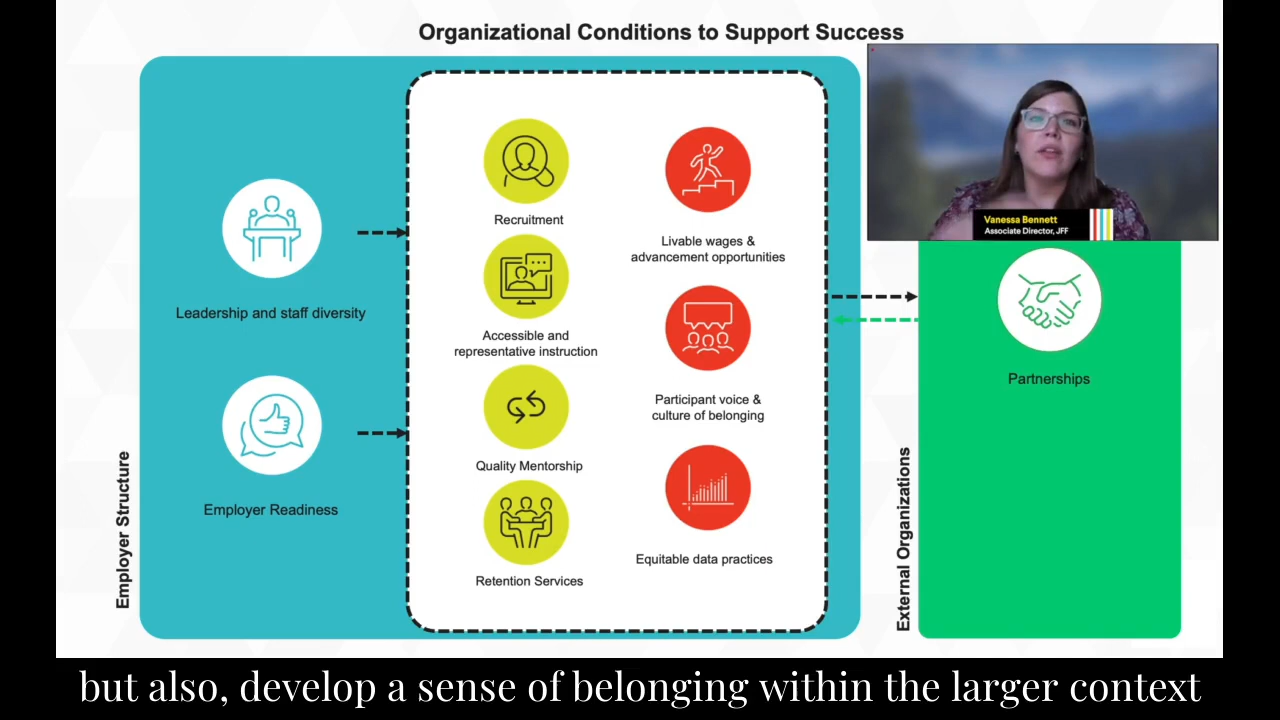 Organizational Conditions to Support Success
Employer Structure
Leadership and staff diversity
Employer Readiness
Recruitment
Accessible and
representative instruction
Quality Mentorship
Retention Services
Livable wages &
advancement opportunities
Participant voice &
culture of belonging
Equitable data practices
Vanessa Bennett
Associate Director, JFF
External Organizations
Partnerships
but also, develop a sense of belonging within the larger context